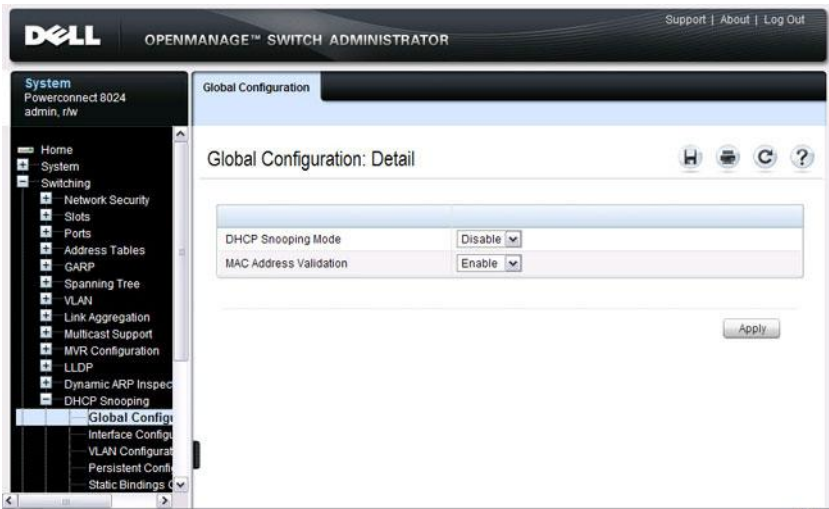 DELL
OPENMANAGE™ SWITCH ADMINISTRATOR
Support | About | Log Out
System
Powerconnect 8024
admin, r/w
Home
System
Switching
Network Security
Slots
Ports
Address Tables
GARP
Spanning Tree
VLAN
Link Aggregation
Multicast Support
MVR Configuration
LLDP
Dynamic ARP Inspec
DHCP Snooping
Global Configu
Interface Configu
VLAN Configurat
Persistent Confi
Static Bindings C
Global Configuration
Global Configuration: Detail
?
DHCP Snooping Mode Disable
MAC Address Validation Enable
Apply